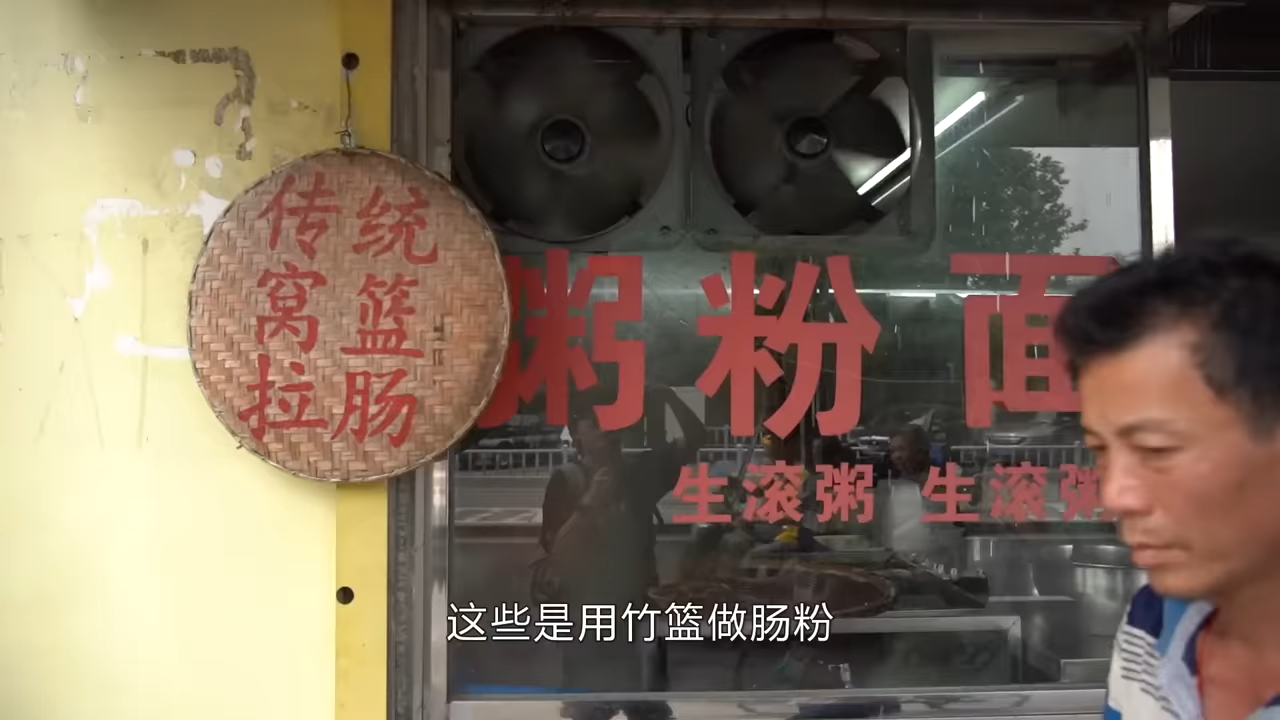 传统
窝篮
拉肠
粥粉面
生滚粥 生滚粥
这些是用竹篮做肠粉